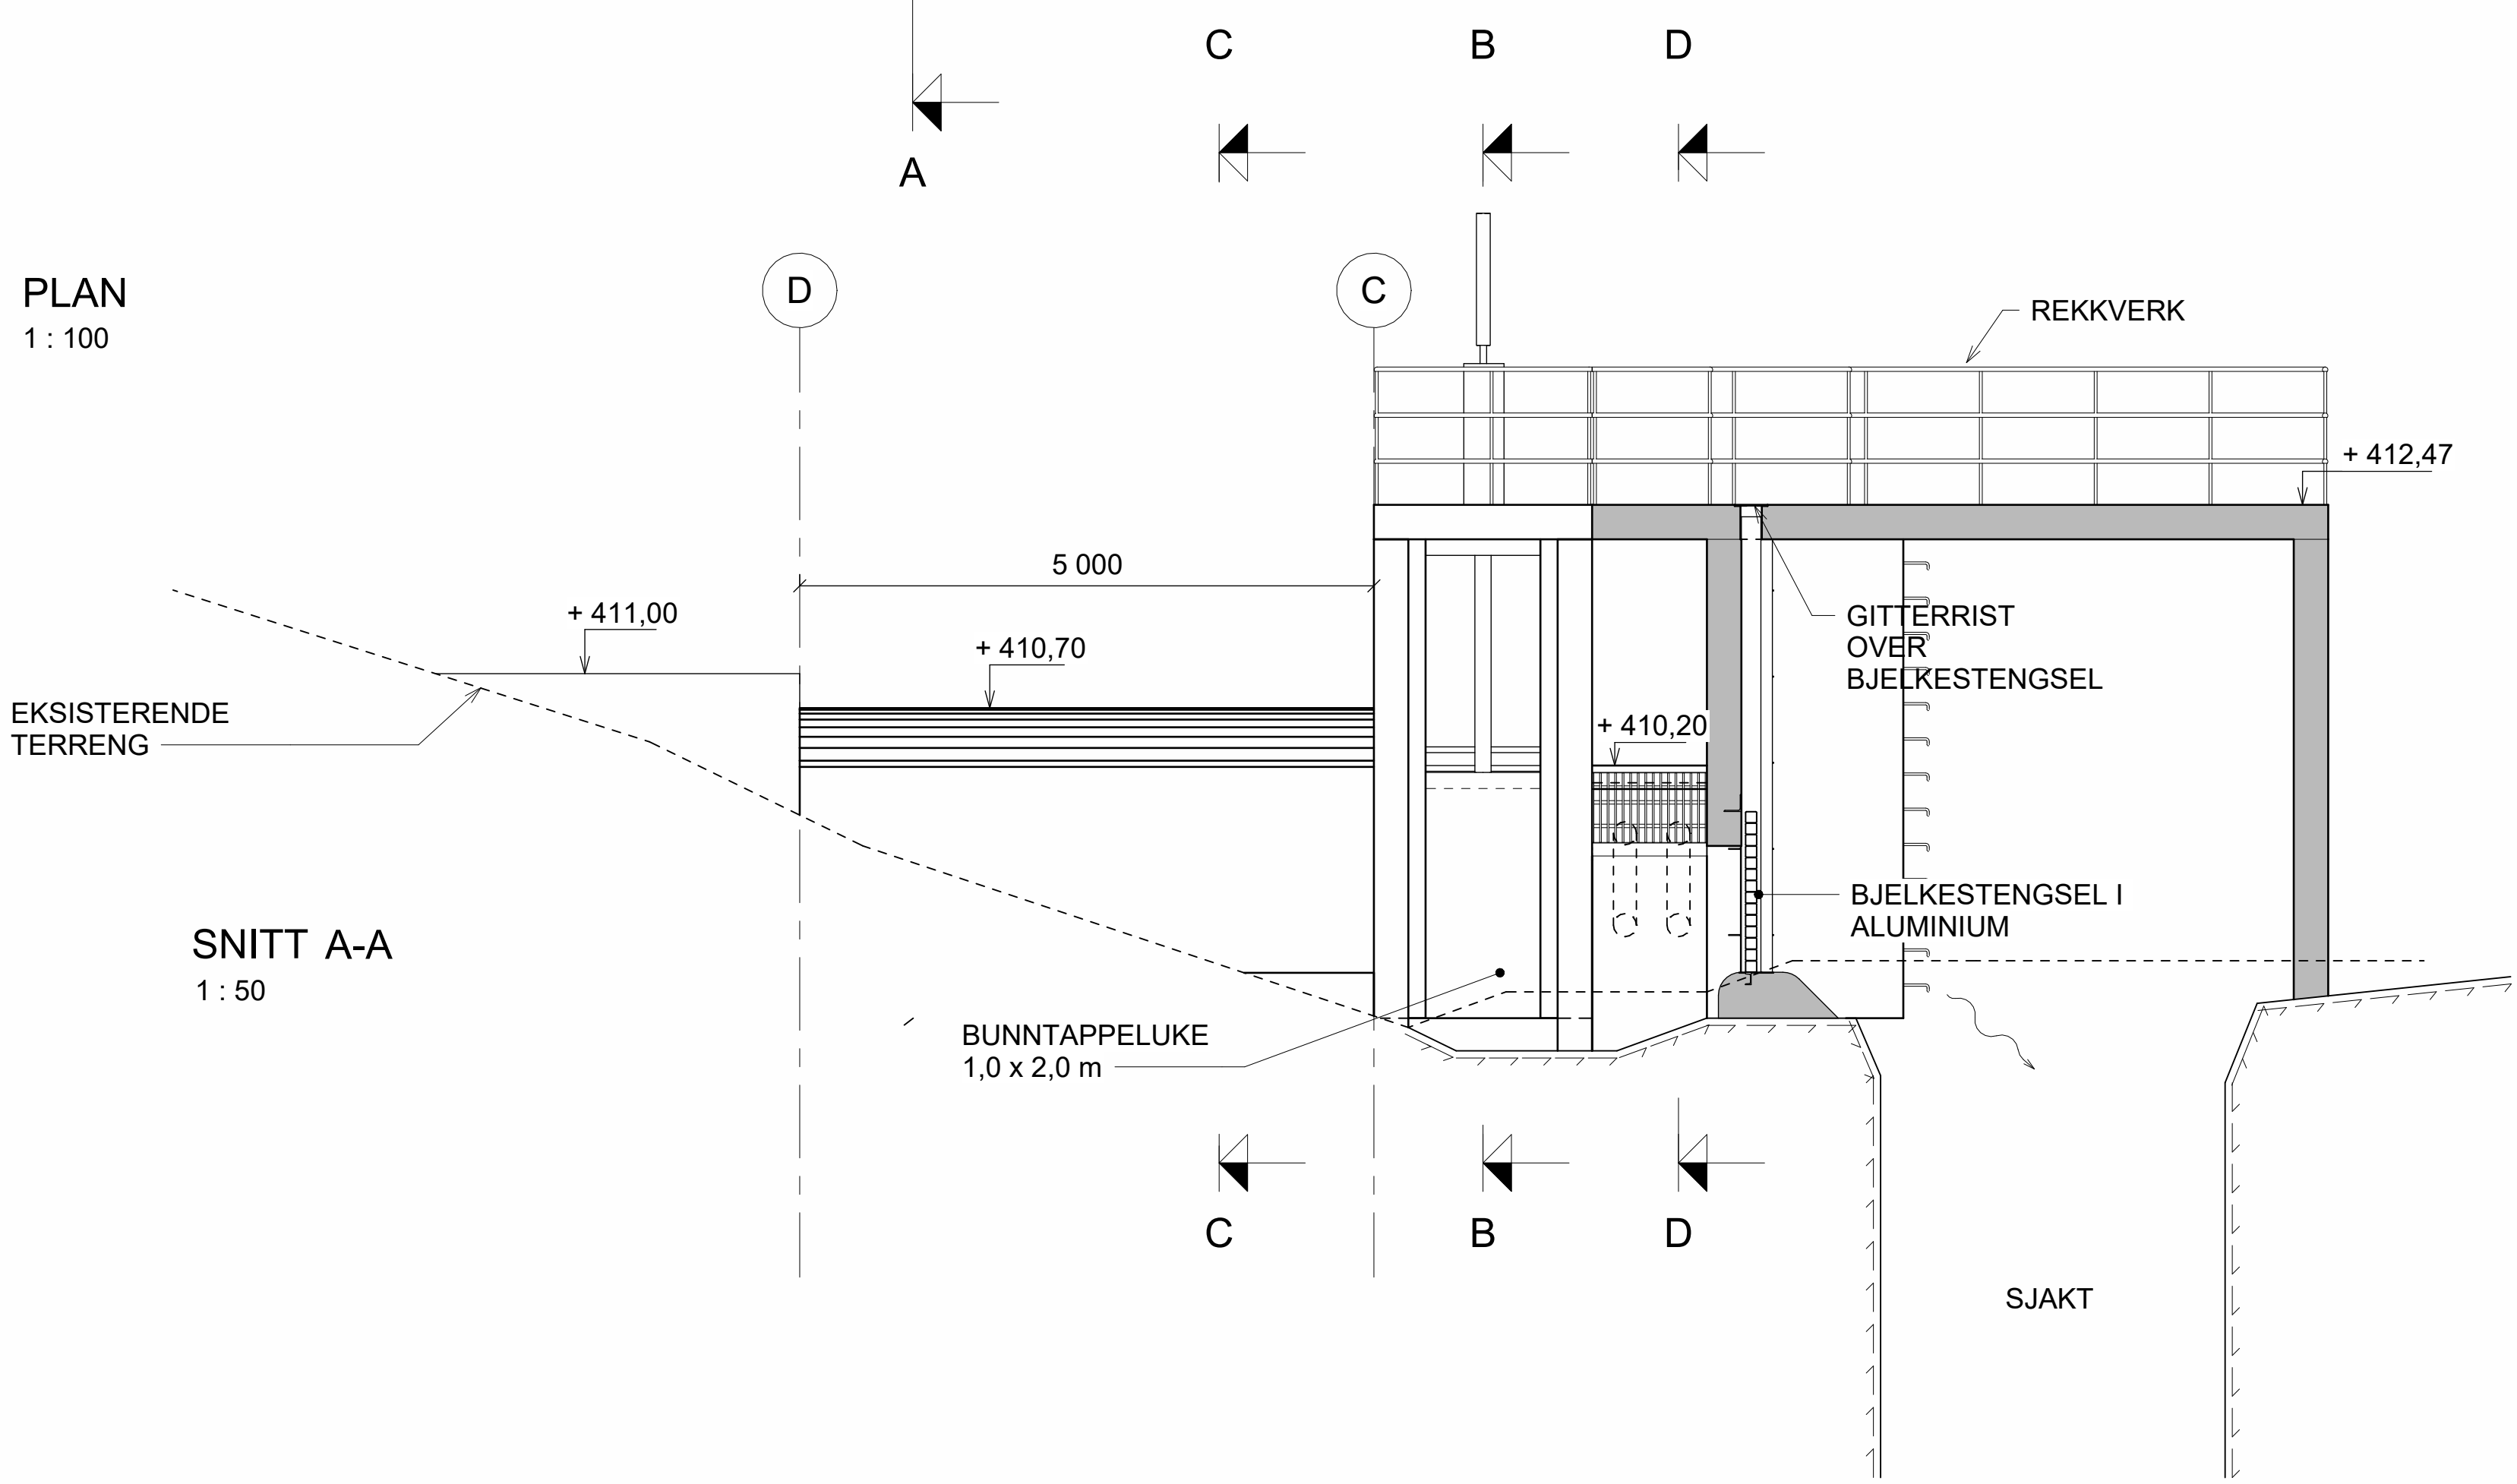 C
B
D
A
PLAN
1 : 100
D
C
REKKVERK
+ 412,47
5 000
+ 411,00
+ 410,70
GITTERRIST
OVER
BJELKESTENGSEL
EKSISTERENDE
TERRENG
+ 410,20
BJELKESTENGSEL I
ALUMINIUM
SNITT A-A
1 : 50
BUNNTAPPELUKE
1,0 x 2,0 m
C
B
D
SJAKT